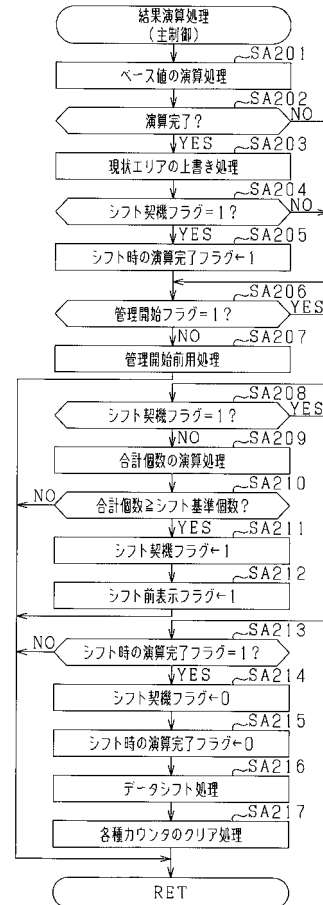 結果演算処理
(主制御)
SA201
ベース値の演算処理
SA202
演算完了?
NO
YES
SA203
現状エリアの上書き処理
SA204
シフト契機フラグ=1?
NO
YES
SA205
シフト時の演算完了フラグ←1
SA206
管理開始フラグ=1?
YES
NO
SA207
管理開始前用処理
SA208
シフト契機フラグ=1?
YES
NO
SA209
合計個数の演算処理
SA210
NO
合計個数≧シフト基準個数?
YES
SA211
シフト契機フラグ←1
SA212
シフト前表示フラグ←1
SA213
NO
シフト時の演算完了フラグ=1?
YES
SA214
シフト契機フラグ←0
SA215
シフト時の演算完了フラグ←0
SA216
データシフト処理
SA217
各種カウンタのクリア処理
RET